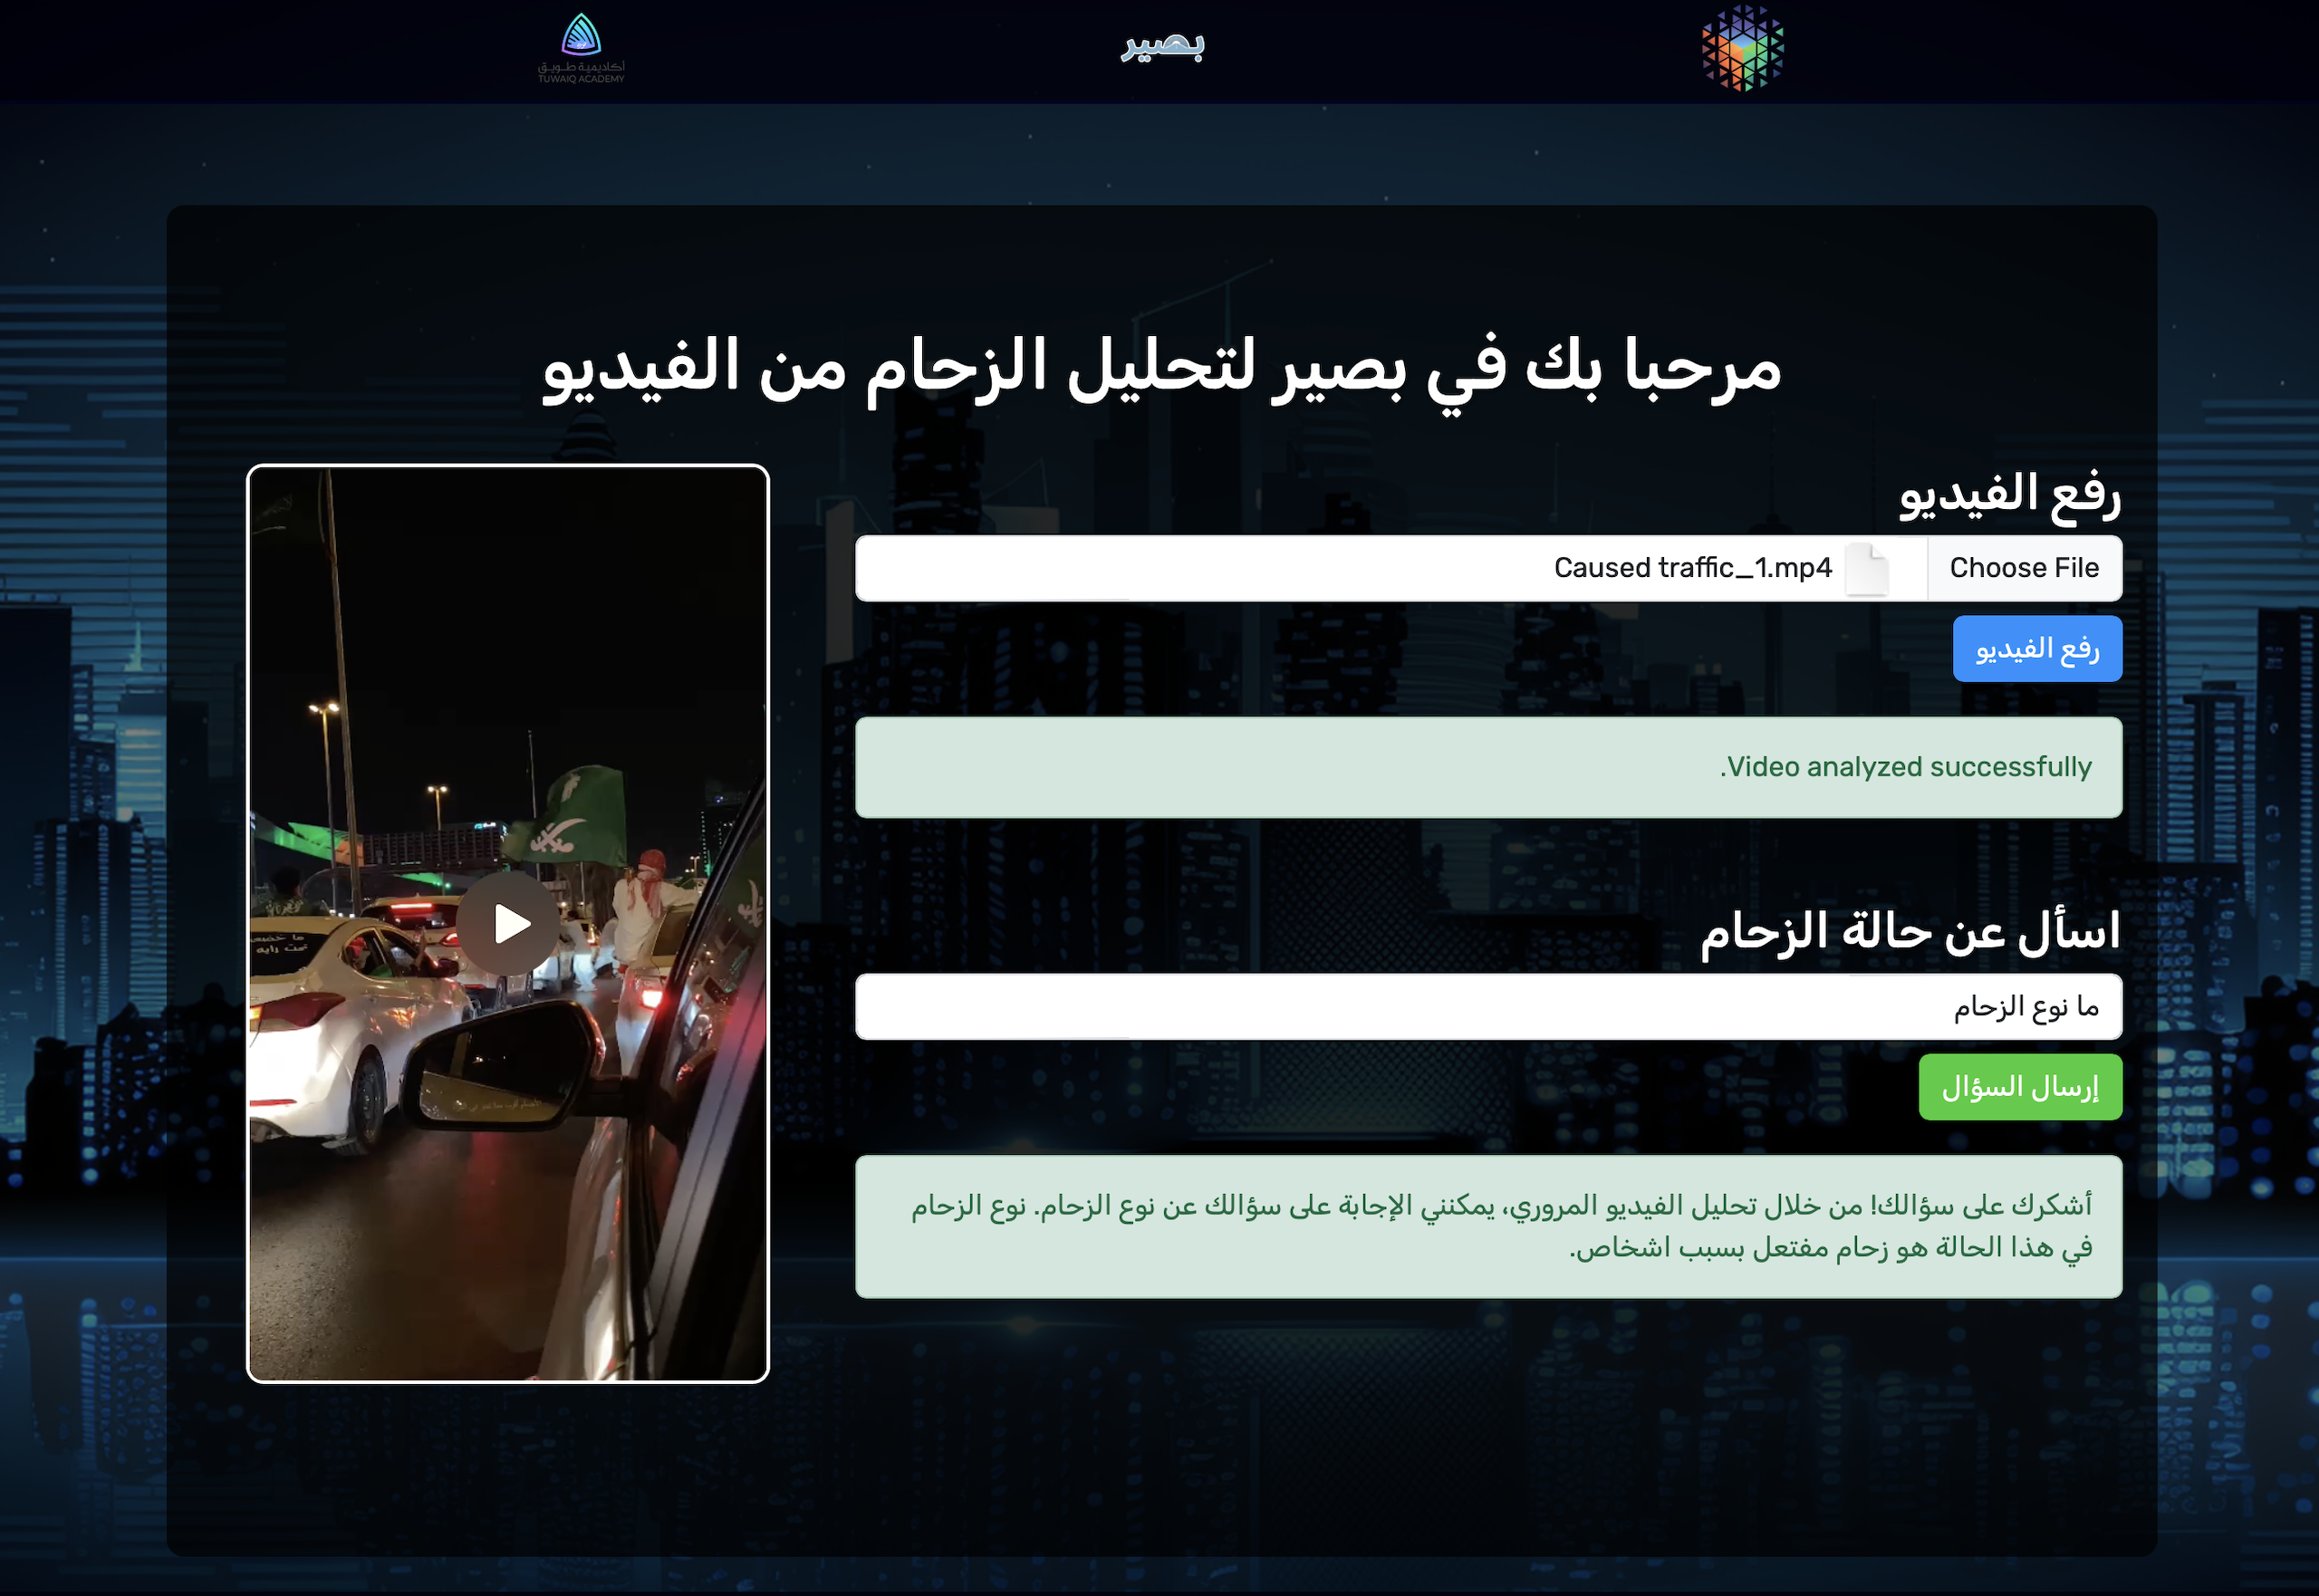 أكاديمية طويق
TUWAIQ ACADEMY
بصير
مرحبا بك في بصير لتحليل الزحام من الفيديو
رفع الفيديو
Choose File Caused traffic_1.mp4
رفع الفيديو
.Video analyzed successfully
اسأل عن حالة الزحام
ما نوع الزحام
إرسال السؤال
أشكرك على سؤالك! من خلال تحليل الفيديو المروري، يمكنني الإجابة على سؤالك عن نوع الزحام. نوع الزحام
في هذا الحالة هو زحام مفتعل بسبب اشخاص.